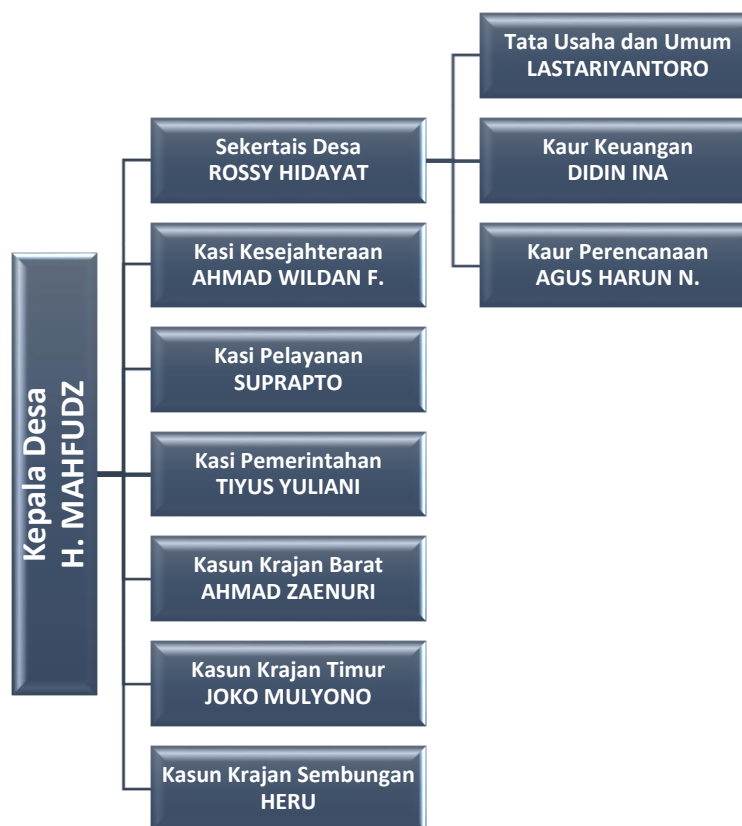 Kepala Desa
H. MAHFUDZ
Sekertais Desa
ROSSY HIDAYAT
Tata Usaha dan Umum
LASTARIYANTORO
Kaur Keuangan
DIDIN INA
Kaur Perencanaan
AGUS HARUN N.
Kasi Kesejahteraan
AHMAD WILDAN F.
Kasi Pelayanan
SUPRAPTO
Kasi Pemerintahan
TIYUS YULIANI
Kasun Krajan Barat
AHMAD ZAENURI
Kasun Krajan Timur
JOKO MULYONO
Kasun Krajan Sembungan
HERU